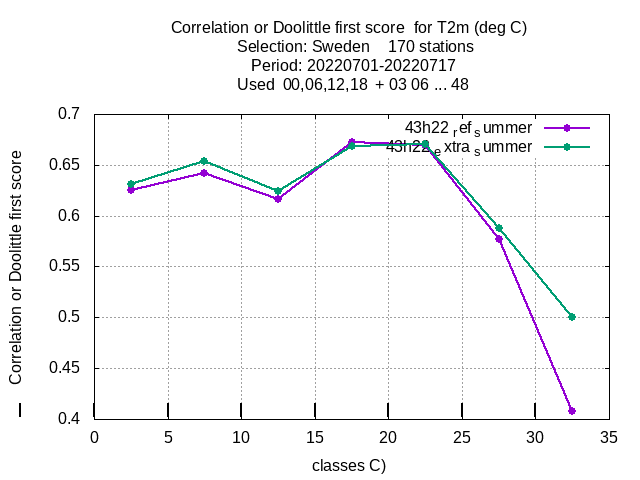 Correlation or Doolittle first score  for T2m (deg C)
Selection: Sweden    170 stations
Period: 20220701-20220717
Used  00,06,12,18  + 03 06 ... 48
43h22 ref summer
43h22 extra summer
Correlation or Doolittle first score
0.7
0.65
0.6
0.55
0.5
0.45
0.4
0 5 10 15 20 25 30 35
classes C)